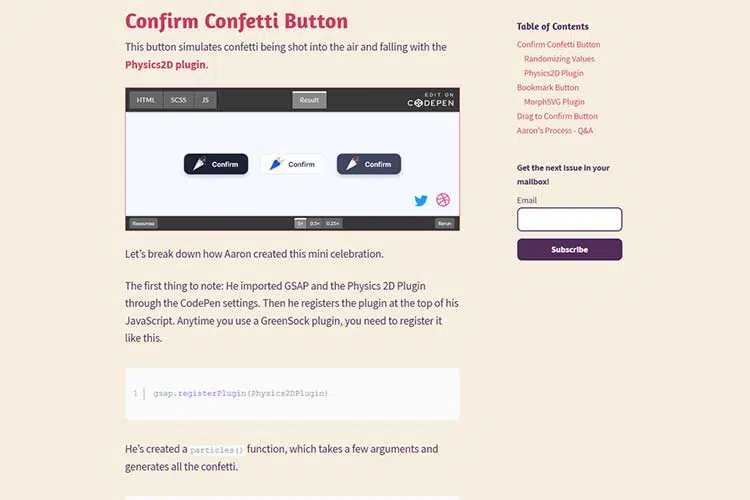 Confirm Confetti Button
This button simulates confetti being shot into the air and falling with the
Physics2D plugin.
HTML SCSS JS
Result
EDIT ON
CODEPEN
Confirm
Confirm
Confirm
Resources
1× 0.5× 0.25×
Rerun
Let’s break down how Aaron created this mini celebration.
The first thing to note: He imported GSAP and the Physics 2D Plugin
through the CodePen settings. Then he registers the plugin at the top of his
JavaScript. Anytime you use a GreenSock plugin, you need to register it
like this.
1 gsap.registerPlugin(Physics2DPlugin)
He’s created a particles() function, which takes a few arguments and
generates all the confetti.
Table of Contents
Confirm Confetti Button
Randomizing Values
Physics2D Plugin
Bookmark Button
MorphSVG Plugin
Drag to Confirm Button
Aaron’s Process - Q&A
Get the next issue in your
mailbox!
Email
Subscribe